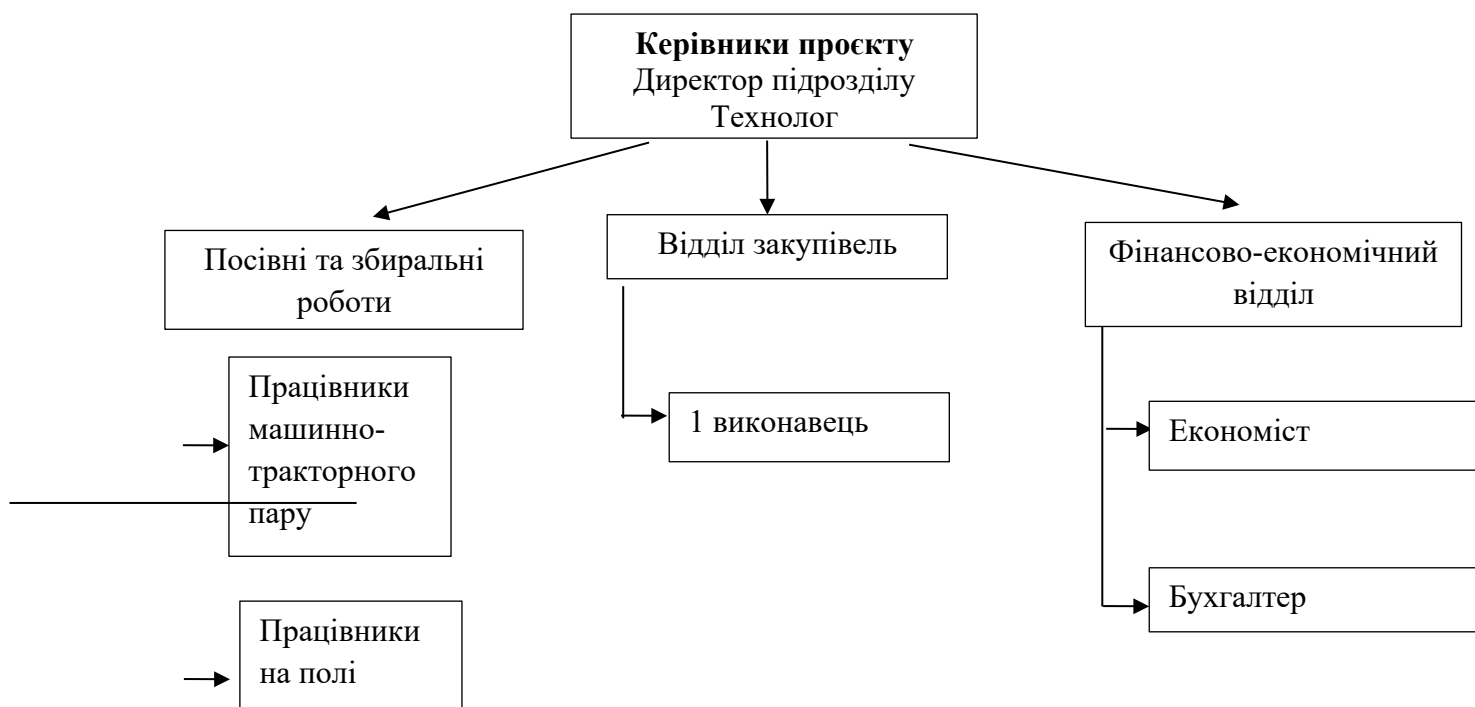 Керівники проєкту
Директор підрозділу
Технолог
Посівні та збиральні
роботи
Відділ закупівель
Фінансово-економічний
відділ
Працівники
машинно-
тракторного
пару
1 виконавець
Економіст
Бухгалтер
Працівники
на полі